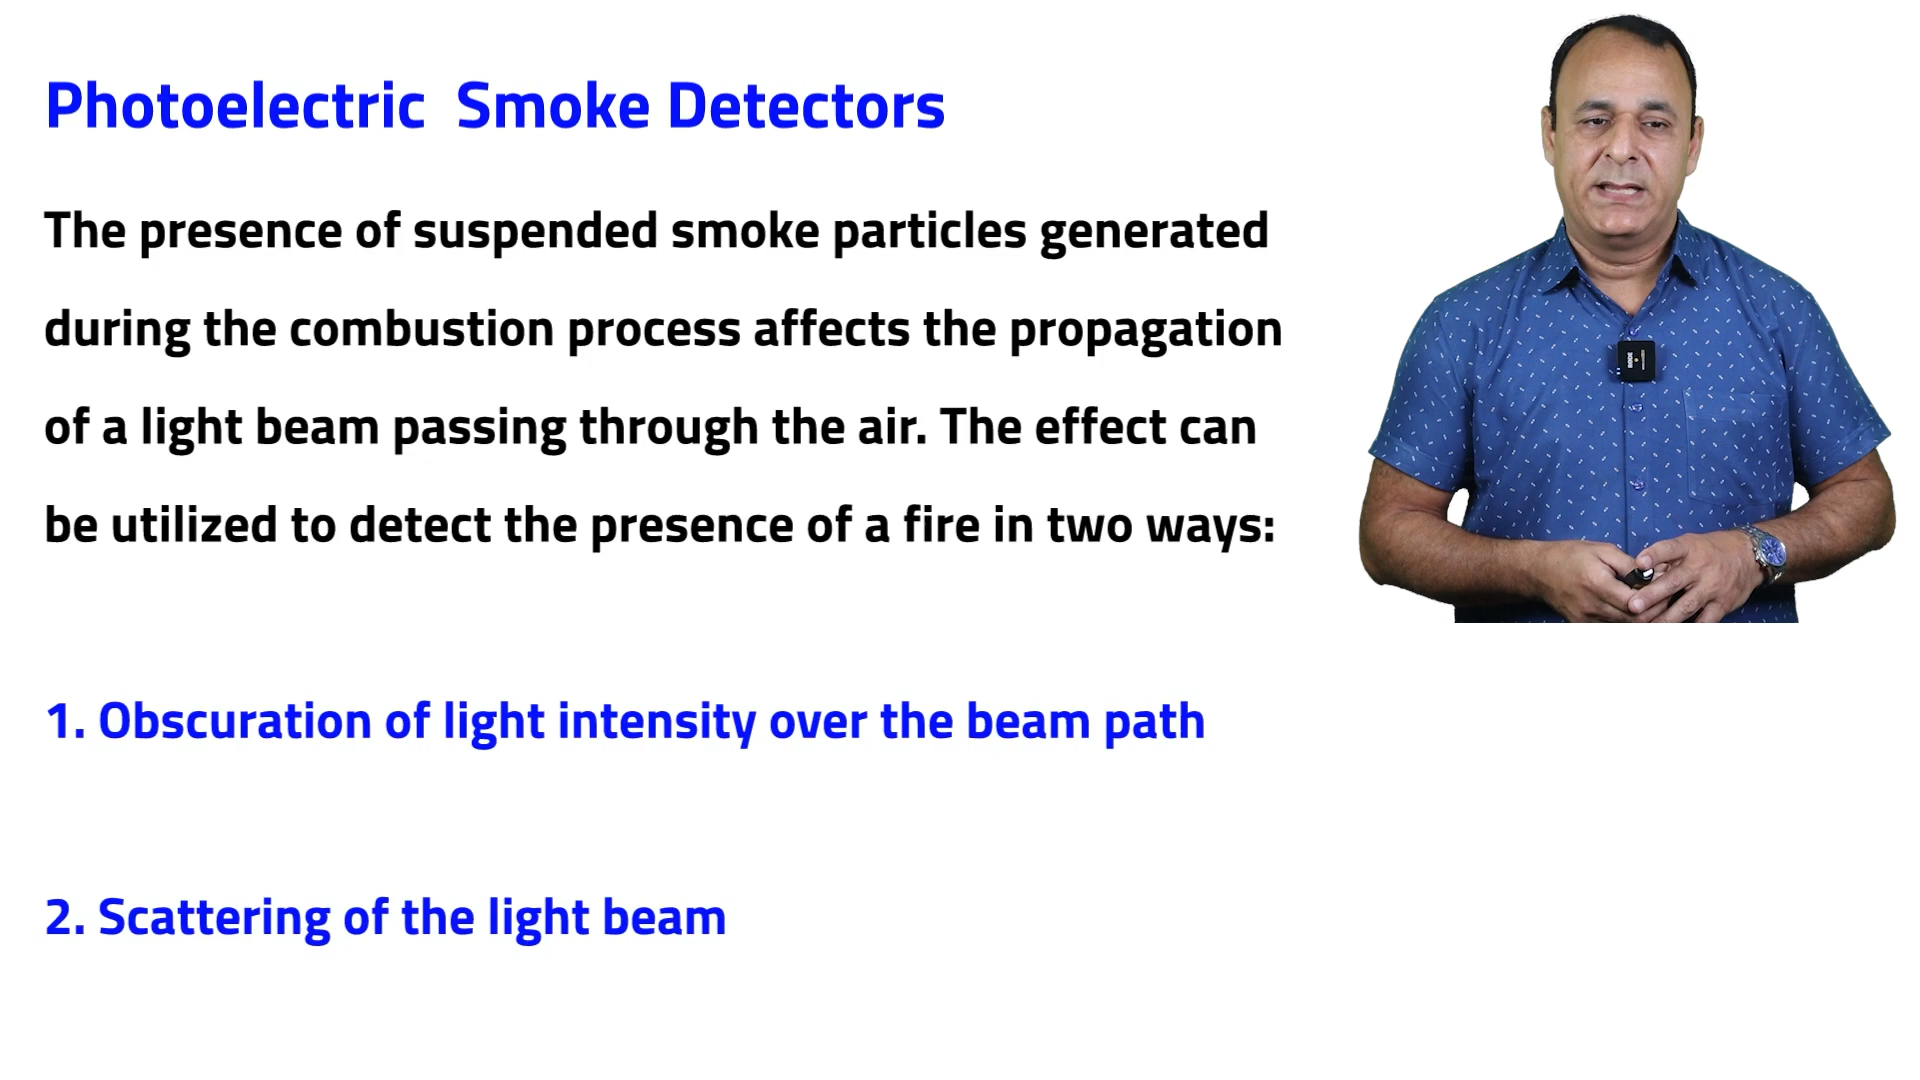 Photoelectric Smoke Detectors
The presence of suspended smoke particles generated
during the combustion process affects the propagation
of a light beam passing through the air. The effect can
be utilized to detect the presence of a fire in two ways:
1. Obscuration of light intensity over the beam path
2. Scattering of the light beam